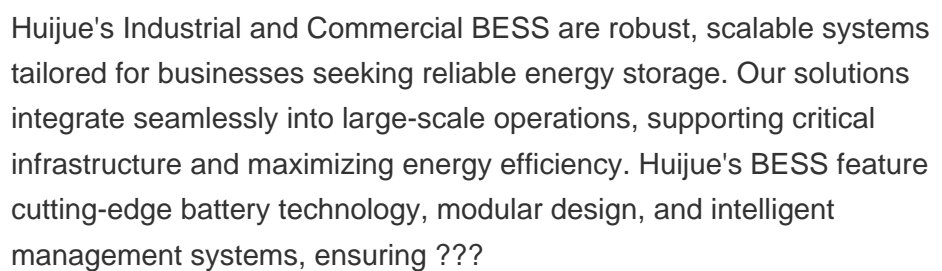 Huijue's Industrial and Commercial BESS are robust, scalable systems
tailored for businesses seeking reliable energy storage. Our solutions
integrate seamlessly into large-scale operations, supporting critical
infrastructure and maximizing energy efficiency. Huijue's BESS feature
cutting-edge battery technology, modular design, and intelligent
management systems, ensuring ???